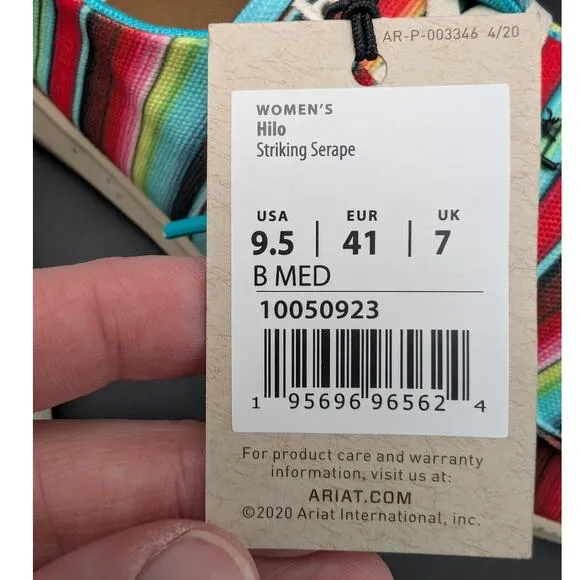 AR-P-003346 4/20
WOMEN'S
Hilo
Striking Serape
USA | EUR | UK
9.5 | 41 | 7
B MED
10050923
1 95696 96562 4
For product care and warranty
information, visit us at:
ARIAT.COM
©2020 Ariat International, inc.